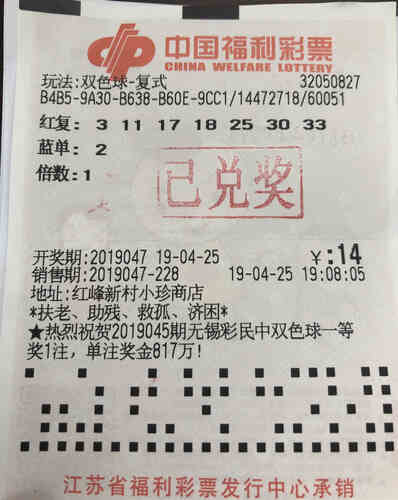 中国福利彩票
CHINA WELFARE LOTTERY
玩法:双色球-复式 32050827
B4B5-9A30-B638-B60E-9CC1/14472718/60051
红复: 3 11 17 18 25 30 33
蓝单: 2
倍数:1
已兑奖
开奖期:2019047 19-04-25 ¥:14
销售期:2019047-228 19-04-25 19:08:05
地址:红峰新村小珍商店
*扶老、助残、救孤、济困*
★热烈祝贺2019045期无锡彩民中双色球一等
奖1注，单注奖金817万!
江苏省福利彩票发行中心承销